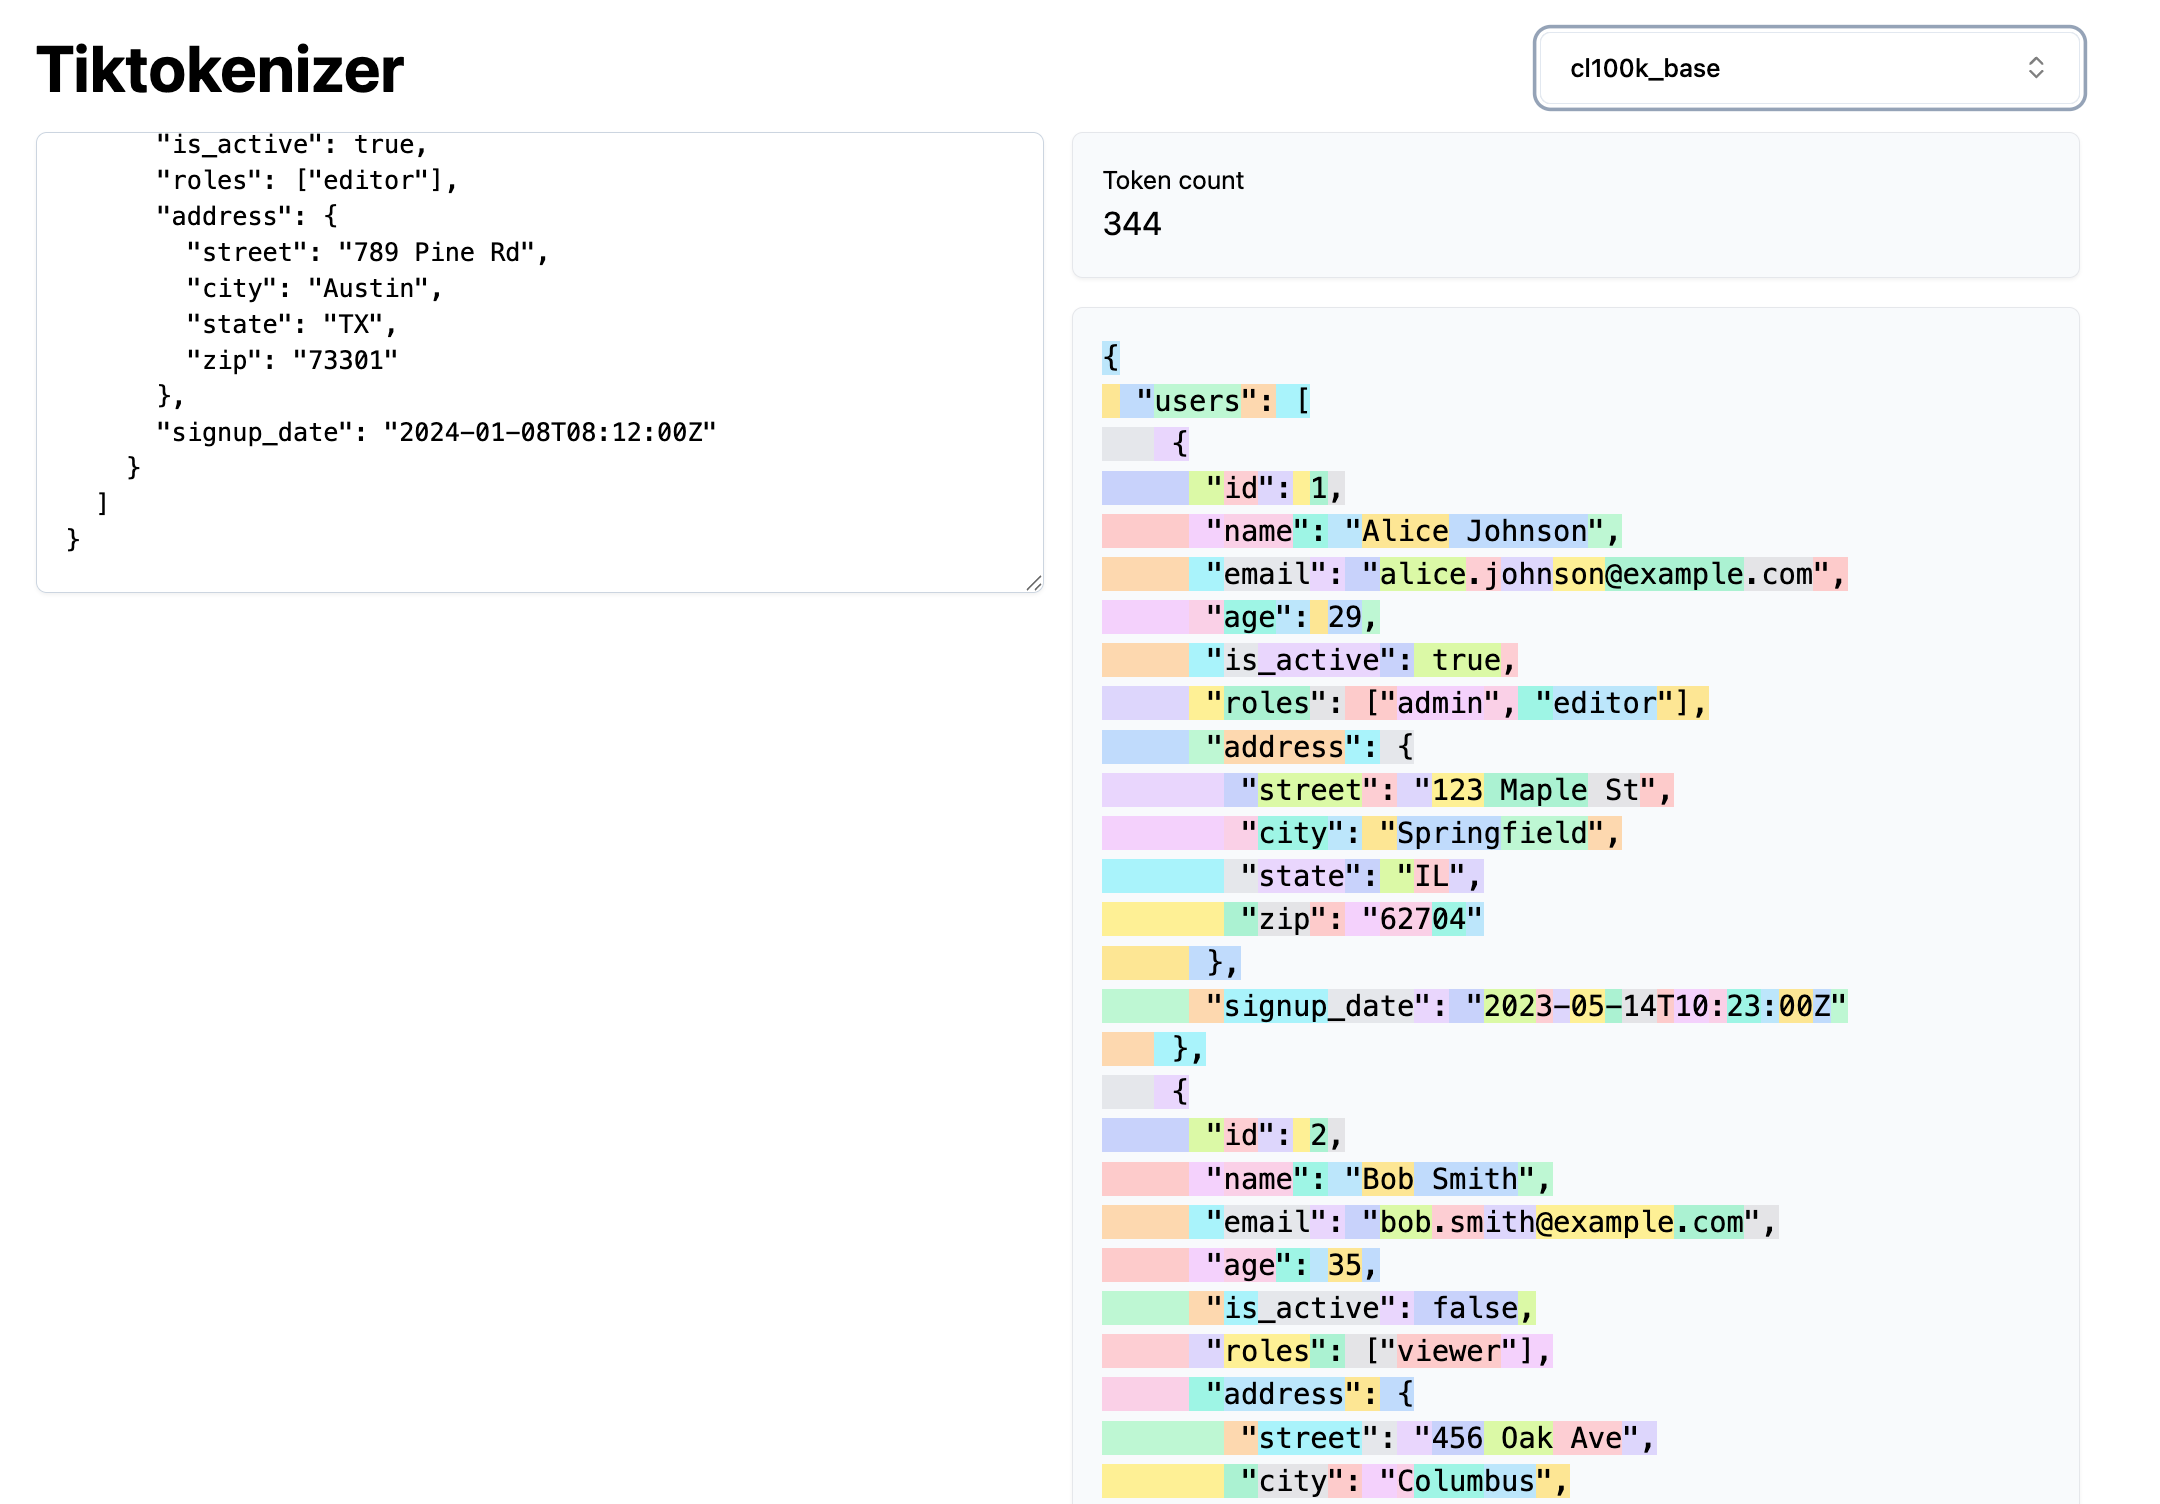 Tiktokenizer
cl100k_base
"is_active": true,
"roles": ["editor"],
"address": {
"street": "789 Pine Rd",
"city": "Austin",
"state": "TX",
"zip": "73301"
},
"signup_date": "2024-01-08T08:12:00Z"
}
]
}
Token count
344
{
"users": [
{
"id": 1,
"name": "Alice Johnson",
"email": "alice.johnson@example.com",
"age": 29,
"is_active": true,
"roles": ["admin", "editor"],
"address": {
"street": "123 Maple St",
"city": "Springfield",
"state": "IL",
"zip": "62704"
},
"signup_date": "2023-05-14T10:23:00Z"
},
{
"id": 2,
"name": "Bob Smith",
"email": "bob.smith@example.com",
"age": 35,
"is_active": false,
"roles": ["viewer"],
"address": {
"street": "456 Oak Ave",
"city": "Columbus",